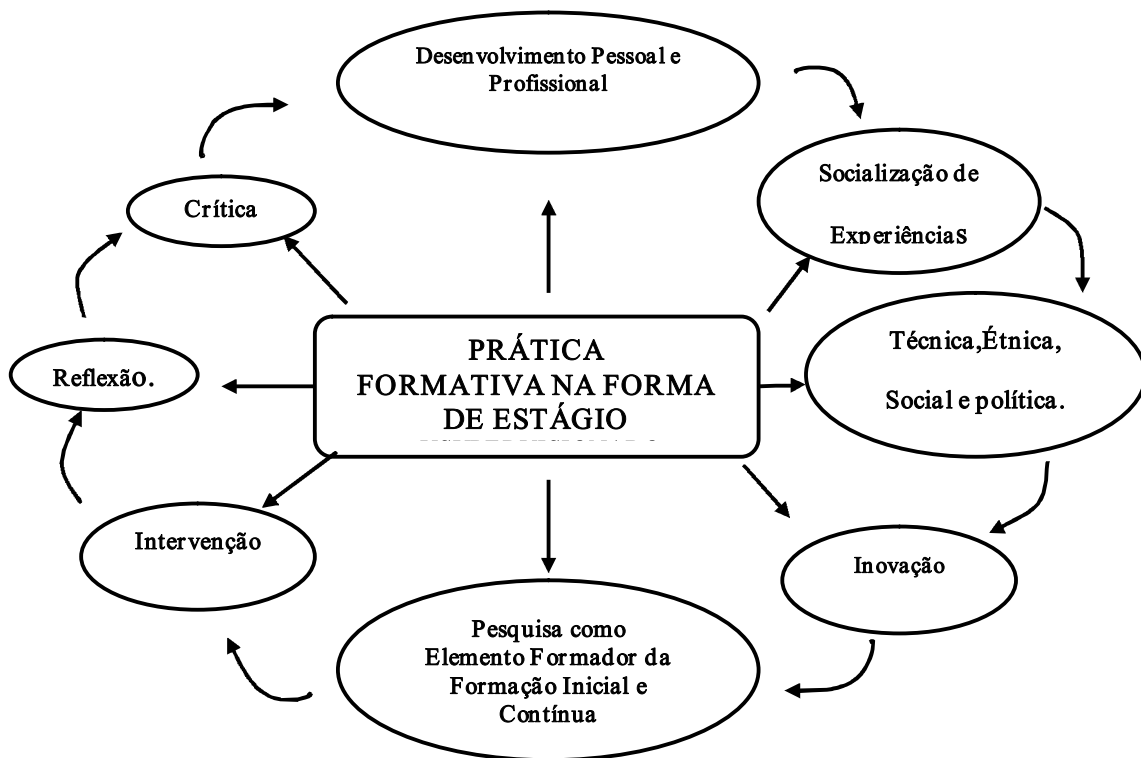 Desenvolvimento Pessoal e
Profissional
Socialização de
Experiências
Crítica
PRÁTICA
FORMATIVA NA FORMA
DE ESTÁGIO
Técnica,Étnica,
Social e política.
Reflexão.
Intervenção
Inovação
Pesquisa como
Elemento Formador da
Formação Inicial e
Contínua